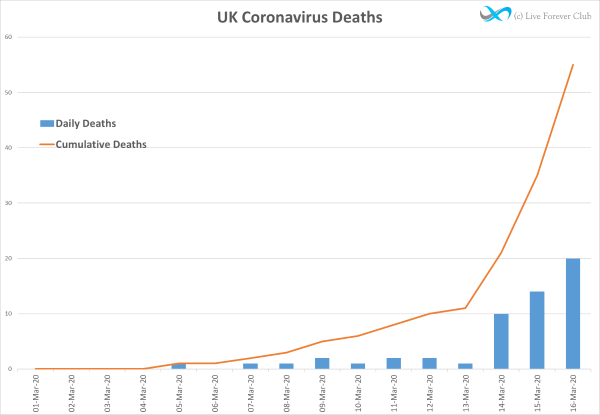 UK Coronavirus Deaths
(c) Live Forever Club
60
50
40
30
20
10
0
Daily Deaths
Cumulative Deaths
01-Mar-20
02-Mar-20
03-Mar-20
04-Mar-20
05-Mar-20
06-Mar-20
07-Mar-20
08-Mar-20
09-Mar-20
10-Mar-20
11-Mar-20
12-Mar-20
13-Mar-20
14-Mar-20
15-Mar-20
16-Mar-20